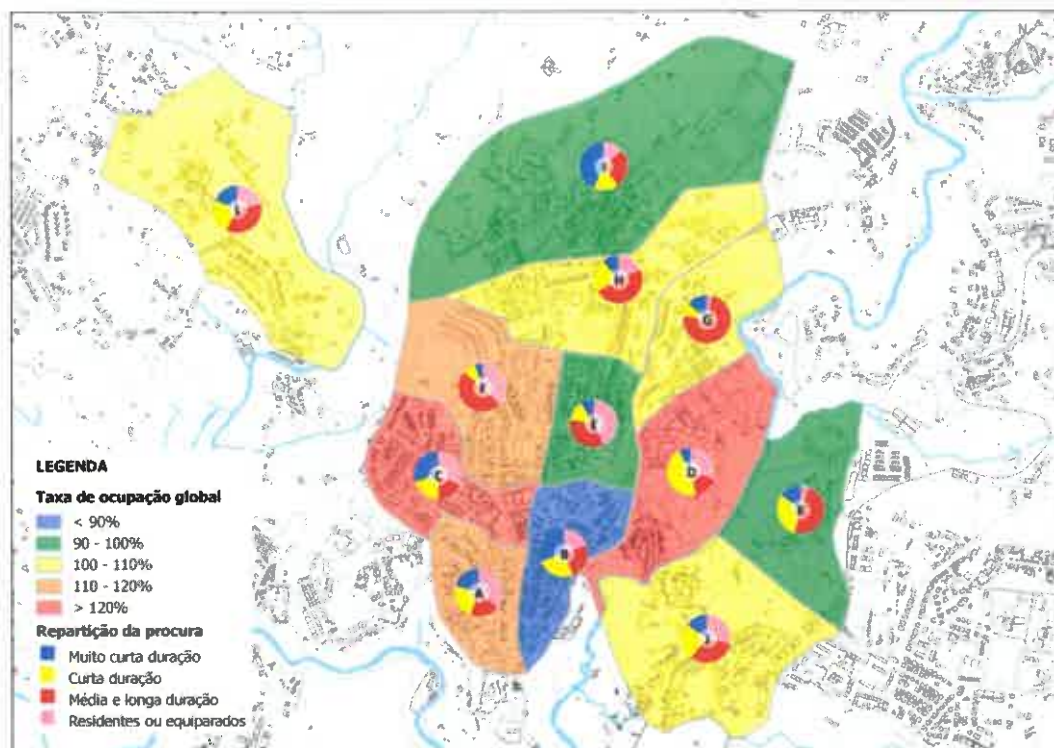 H
G
E
D
C
B
A
LEGENDA
Taxa de ocupação global
< 90%
90 - 100%
100 - 110%
110 - 120%
> 120%
Repartição da procura
Muito curta duração
Curta duração
Média e longa duração
Residentes ou equiparados